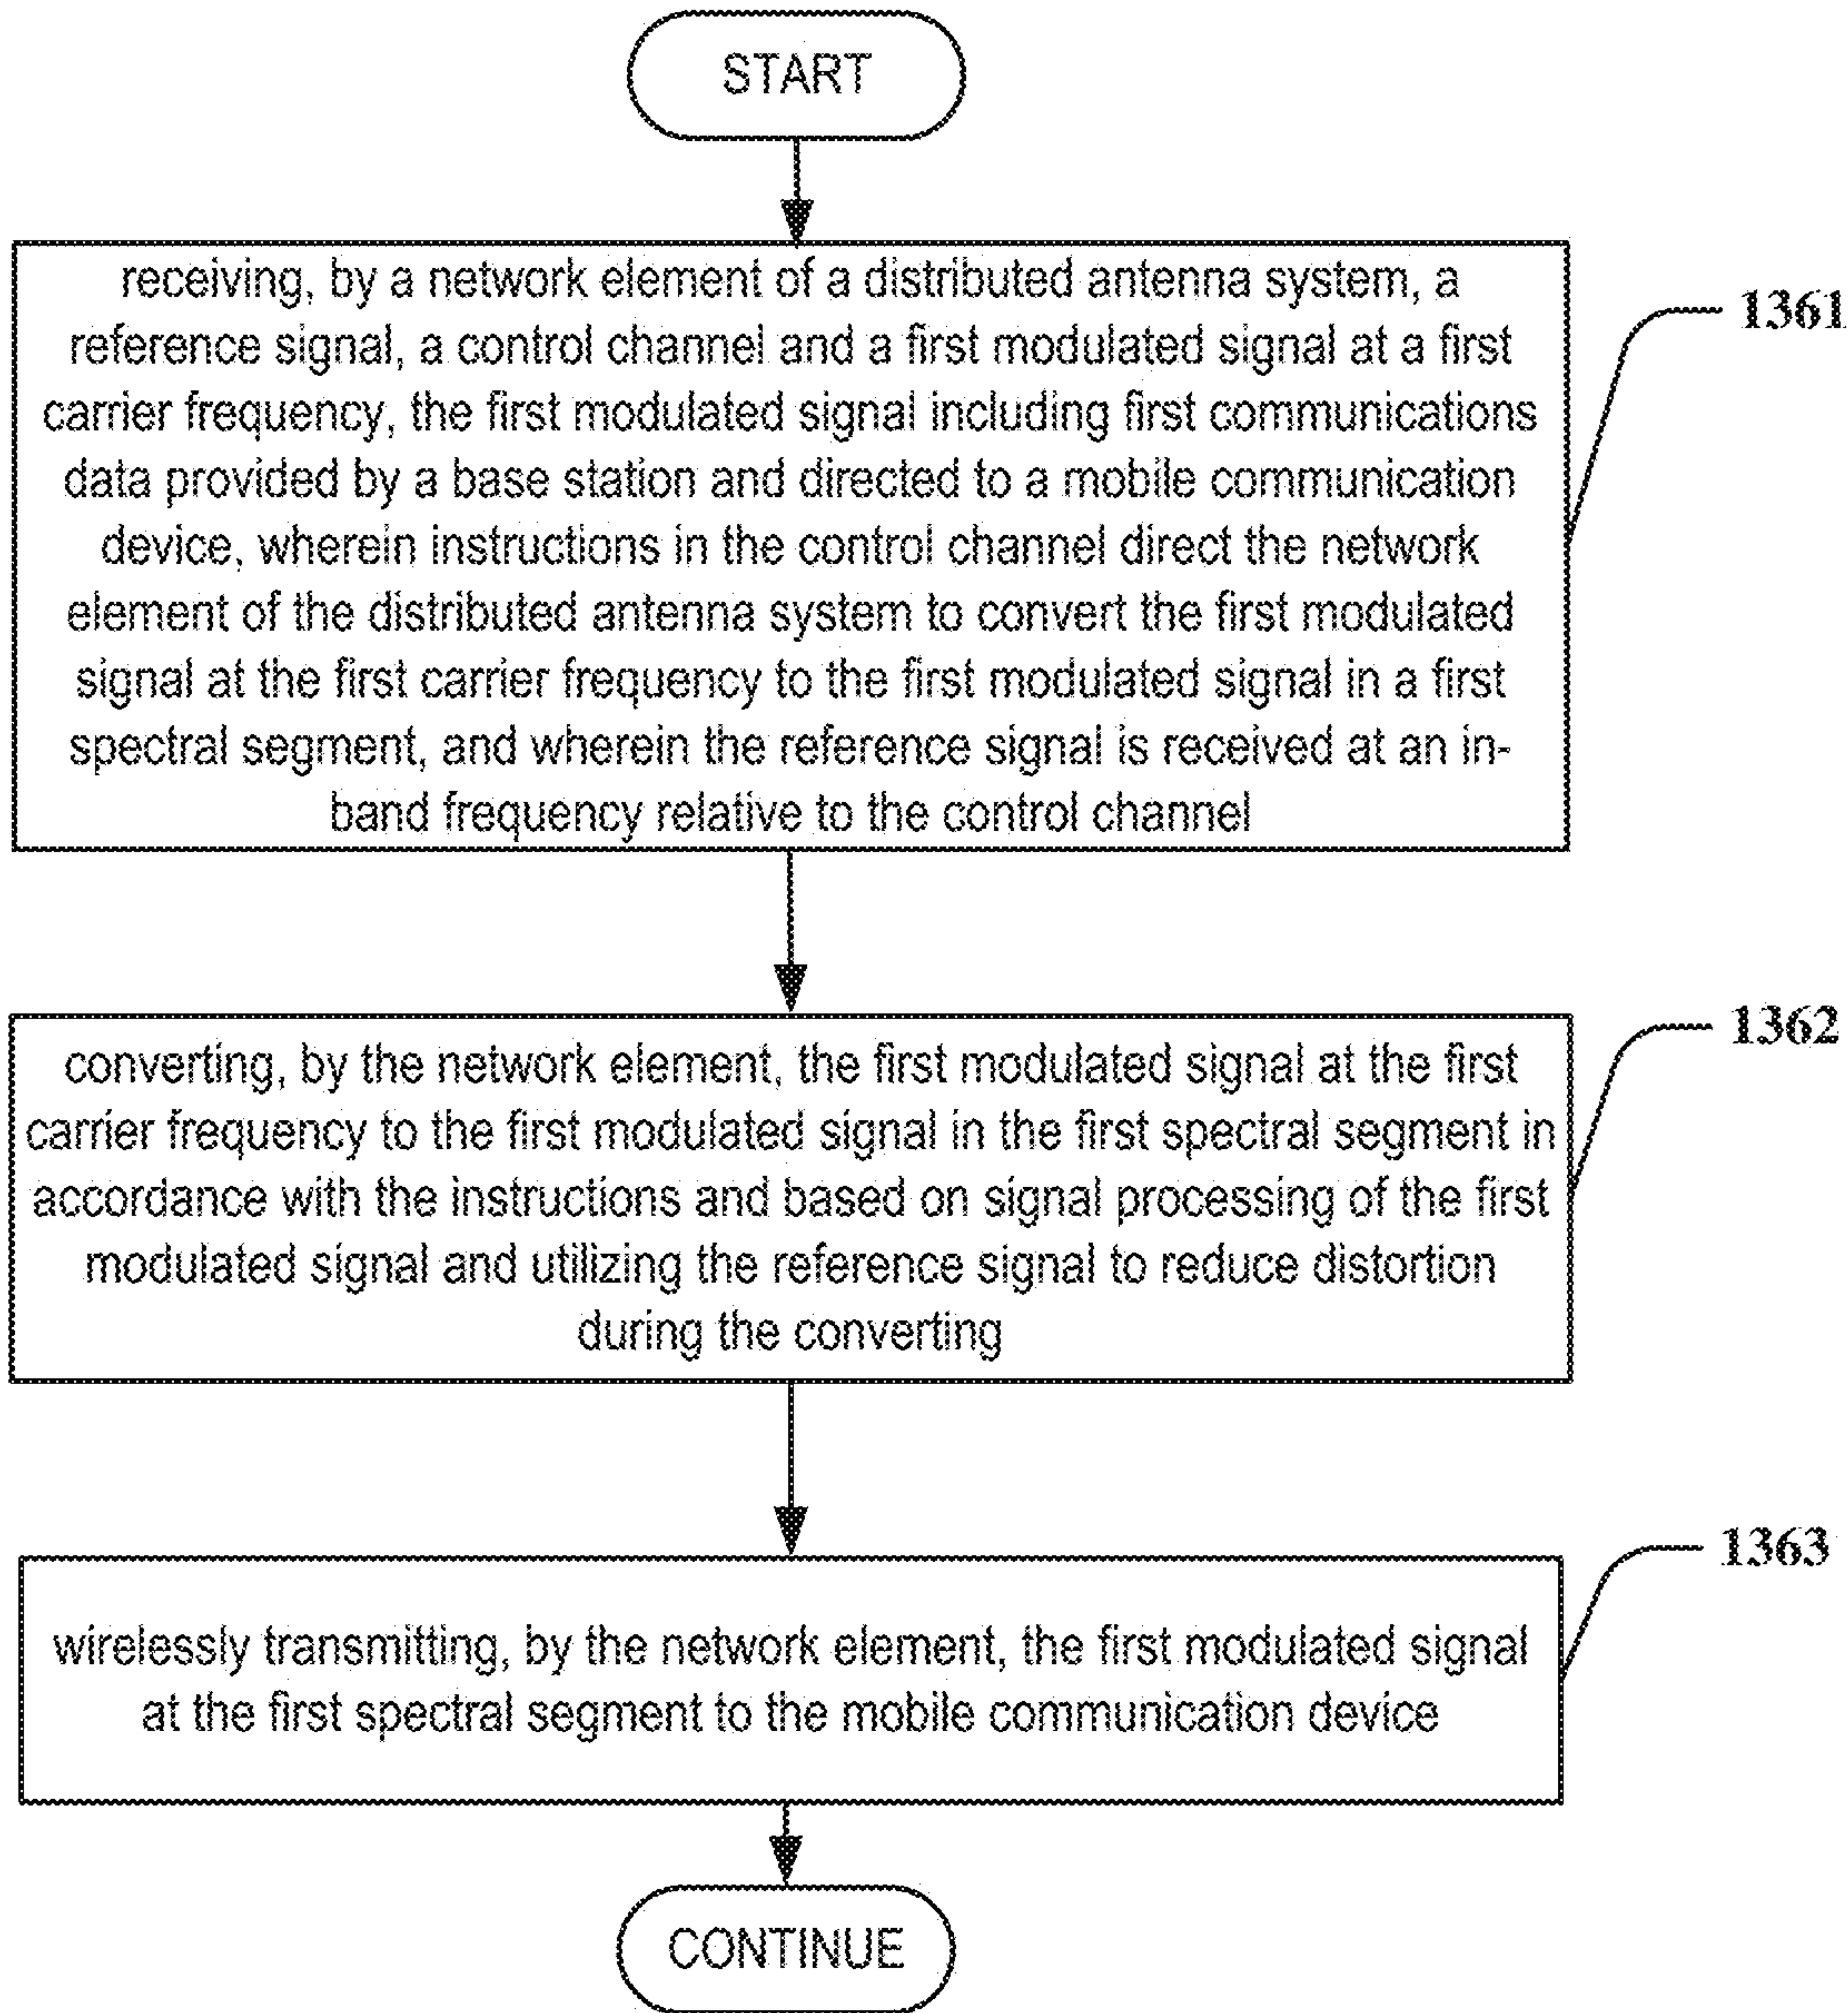 START
receiving, by a network element of a distributed antenna system, a
reference signal, a control channel and a first modulated signal at a first
carrier frequency, the first modulated signal including first communications
data provided by a base station and directed to a mobile communication
device, wherein instructions in the control channel direct the network
element of the distributed antenna system to convert the first modulated
signal at the first carrier frequency to the first modulated signal in a first
spectral segment, and wherein the reference signal is received at an in-
band frequency relative to the control channel
1361
converting, by the network element, the first modulated signal at the first
carrier frequency to the first modulated signal in the first spectral segment in
accordance with the instructions and based on signal processing of the first
modulated signal and utilizing the reference signal to reduce distortion
during the converting
1362
wirelessly transmitting, by the network element, the first modulated signal
at the first spectral segment to the mobile communication device
1363
CONTINUE